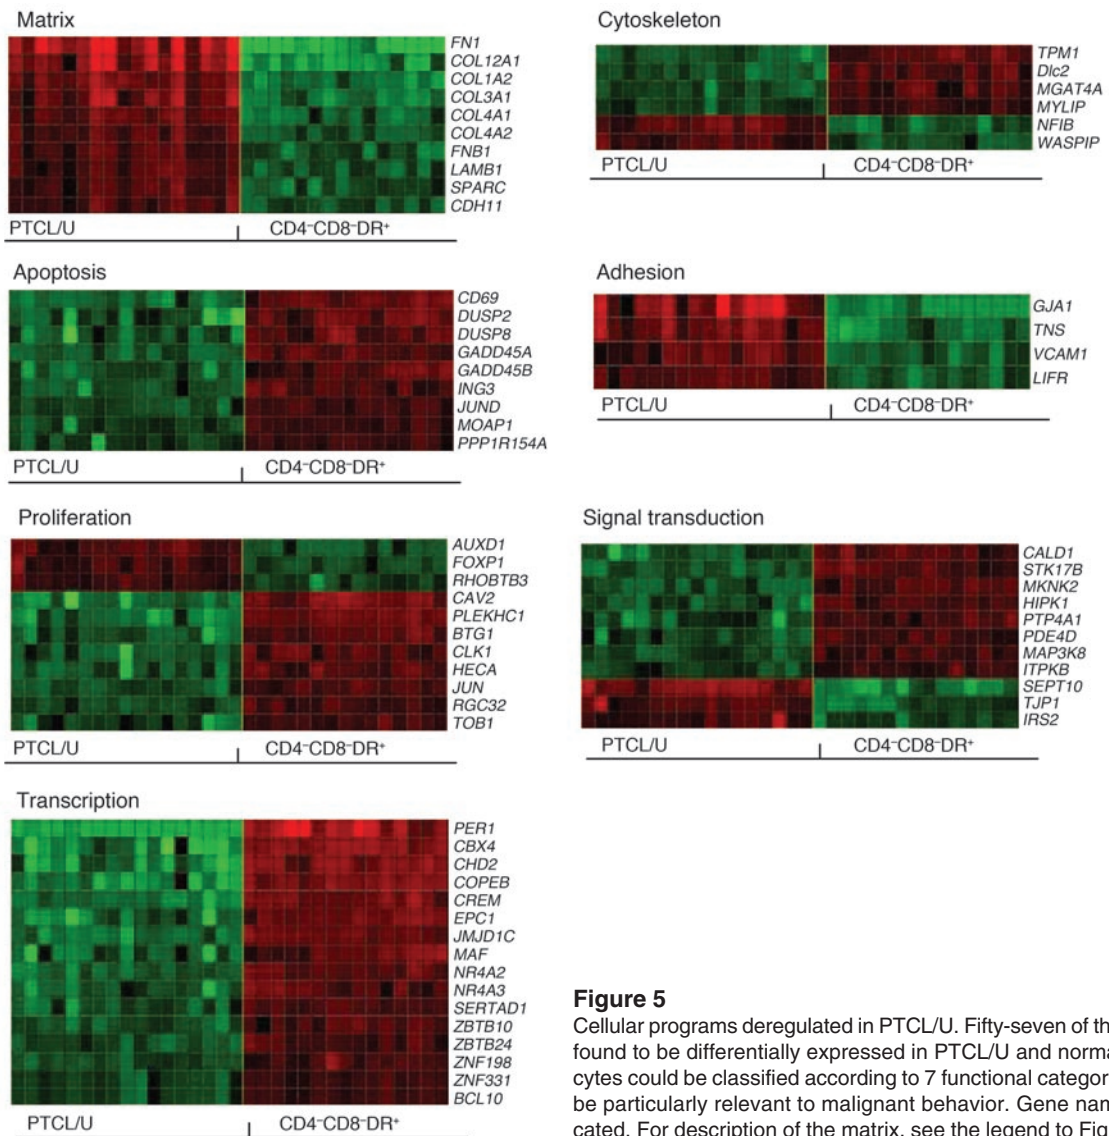 Matrix
FN1
COL12A1
COL1A2
COL3A1
COL4A1
COL4A2
FNB1
LAMB1
SPARC
CDH11
PTCL/U CD4–CD8–DR+
Cytoskeleton
TPM1
Dlc2
MGAT4A
MYLIP
NFIB
WASPIP
PTCL/U CD4–CD8–DR+
Apoptosis
CD69
DUSP2
DUSP8
GADD45A
GADD45B
ING3
JUND
MOAP1
PPP1R154A
PTCL/U CD4–CD8–DR+
Adhesion
GJA1
TNS
VCAM1
LIFR
PTCL/U CD4–CD8–DR+
Proliferation
AUXD1
FOXP1
RHOBTB3
CAV2
PLEKHC1
BTG1
CLK1
HECA
JUN
RGC32
TOB1
PTCL/U CD4–CD8–DR+
Signal transduction
CALD1
STK17B
MKNK2
HIPK1
PTP4A1
PDE4D
MAP3K8
ITPKB
SEPT10
TJP1
IRS2
PTCL/U CD4–CD8–DR+
Transcription
PER1
CBX4
CHD2
COPEB
CREM
EPC1
JMJD1C
MAF
NR4A2
NR4A3
SERTAD1
ZBTB10
ZBTB24
ZNF198
ZNF331
BCL10
PTCL/U CD4–CD8–DR+
Figure 5
Cellular programs deregulated in PTCL/U. Fifty-seven of th
found to be differentially expressed in PTCL/U and norma
cytes could be classified according to 7 functional categor
be particularly relevant to malignant behavior. Gene nam
cated. For description of the matrix, see the legend to Fig